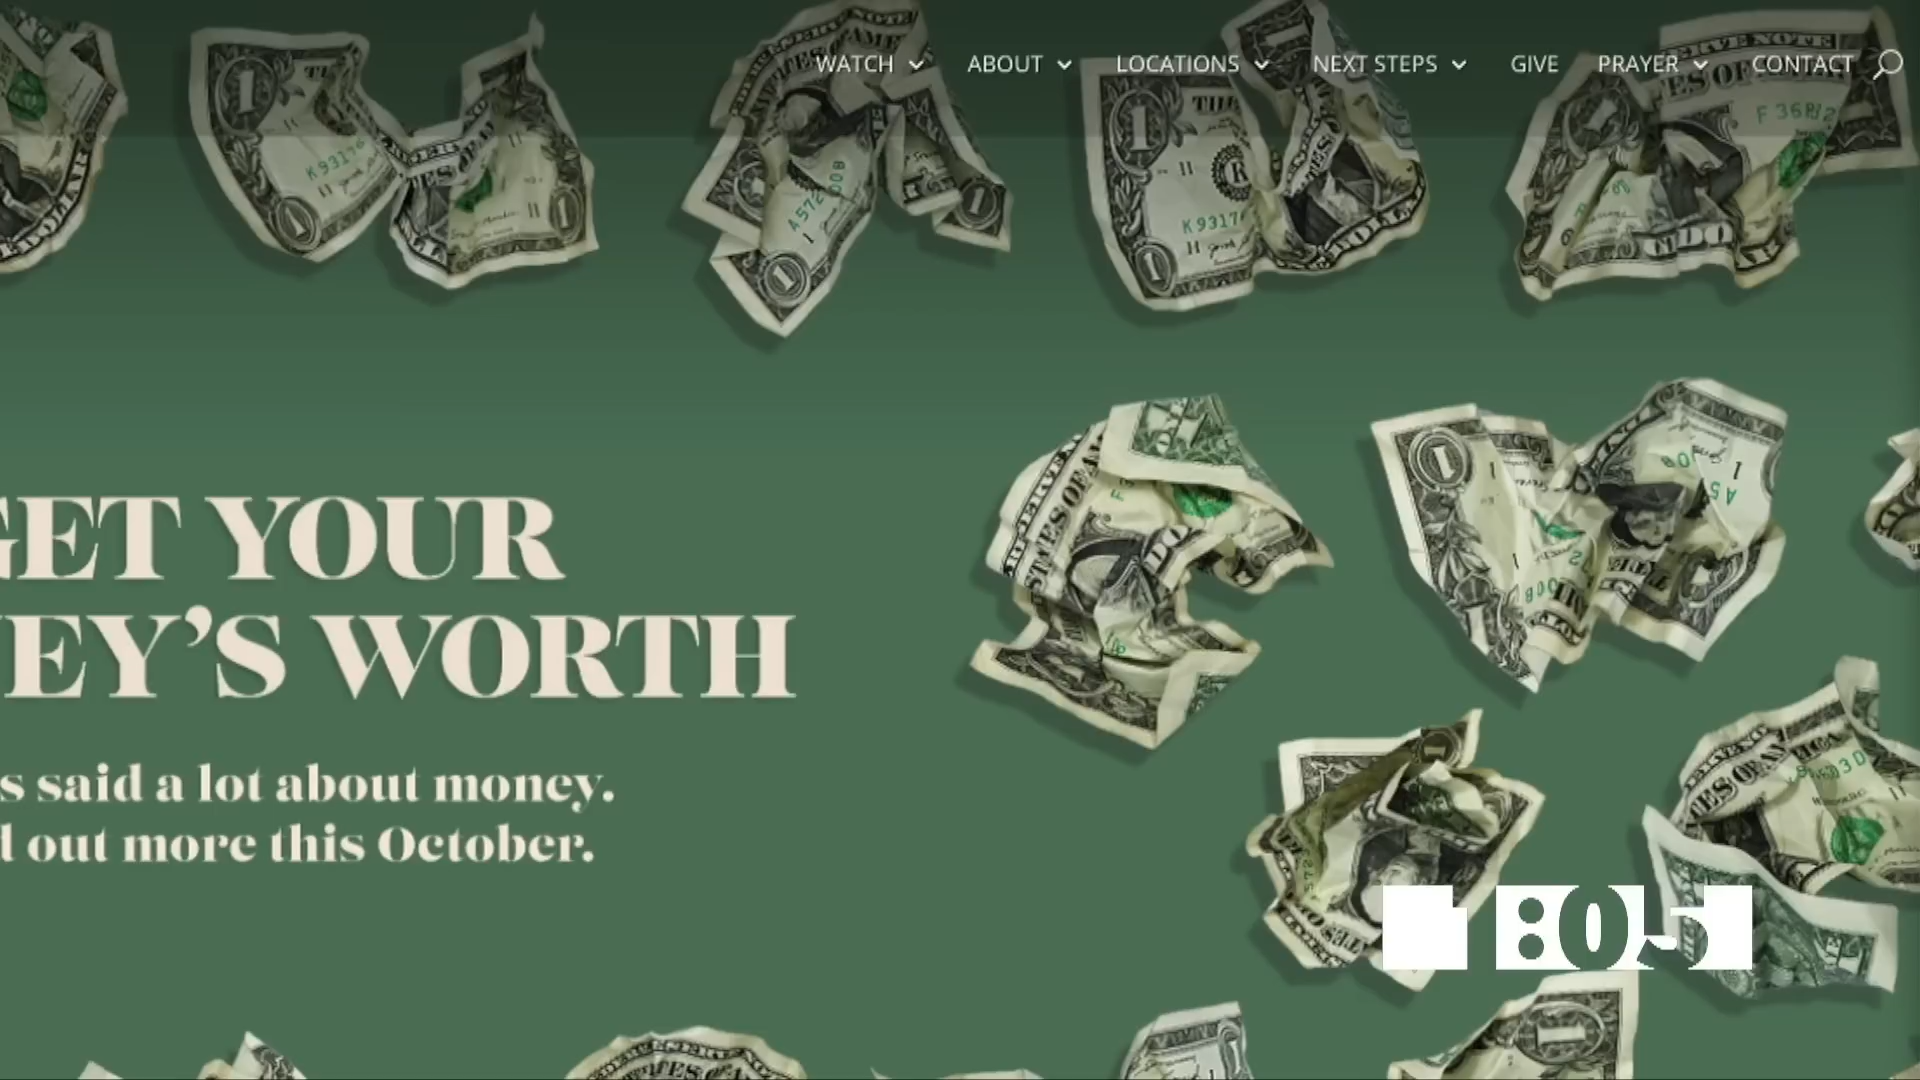 WATCH ABOUT LOCATIONS NEXT STEPS GIVE PRAYER CONTACT
GET YOUR
EY’S WORTH
s said a lot about money.
d out more this October.
:05